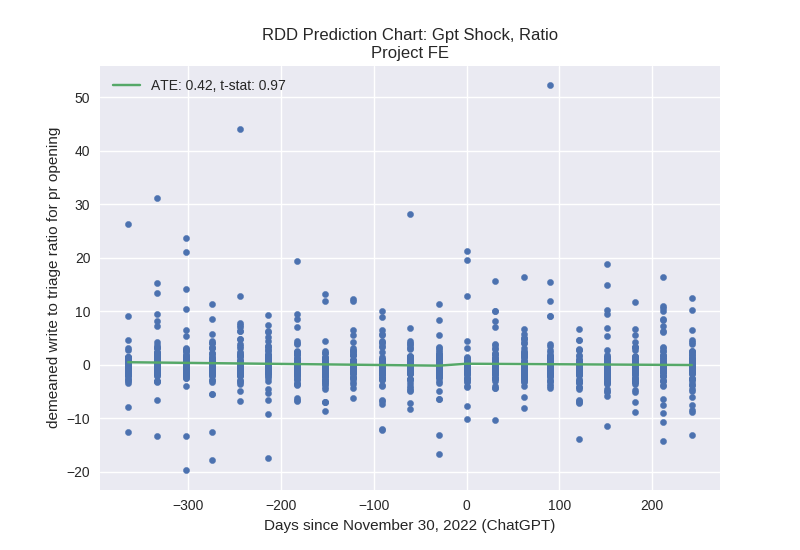 RDD Prediction Chart: Gpt Shock, Ratio
Project FE
ATE: 0.42, t-stat: 0.97
demeaned write to triage ratio for pr opening
50
40
30
20
10
0
−10
−20
−300
−200
−100
0
100
200
Days since November 30, 2022 (ChatGPT)